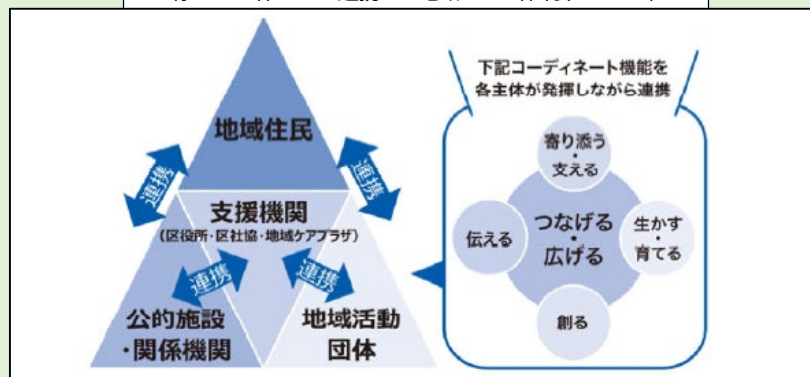 地域住民
連携
連携
支援機関
(区役所・区社協・地域ケアプラザ)
連携
連携
公的施設
・関係機関
地域活動
団体
下記コーディネート機能を
各主体が発揮しながら連携
寄り添う
・
支える
伝える
つなげる
・
広げる
生かす
・
育てる
創る